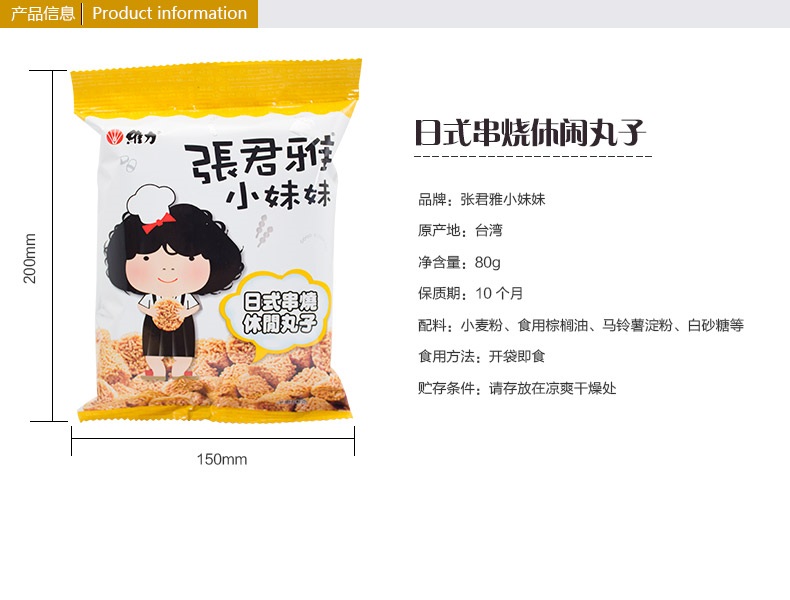 产品信息 Product information
維力
張君雅
小妹妹
日式串燒
休閒丸子
200mm
150mm
日式串烧休闲丸子
品牌：张君雅小妹妹
原产地：台湾
净含量：80g
保质期：10 个月
配料：小麦粉、食用棕榈油、马铃薯淀粉、白砂糖等
食用方法：开袋即食
贮存条件：请存放在凉爽干燥处